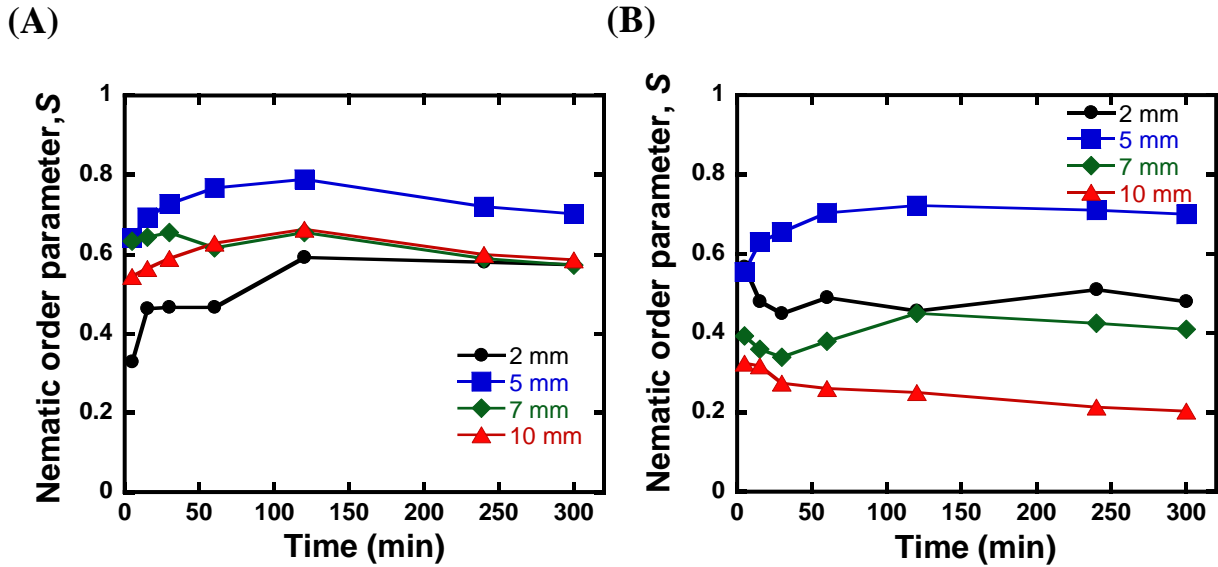 (A)
Nematic order parameter,S
1
0.8
0.6
0.4
0.2
0
0 50 100 150 200 250 300
Time (min)
2 mm
5 mm
7 mm
10 mm
(B)
Nematic order parameter, S
1
0.8
0.6
0.4
0.2
0
0 50 100 150 200 250 300
Time (min)
2 mm
5 mm
7 mm
10 mm